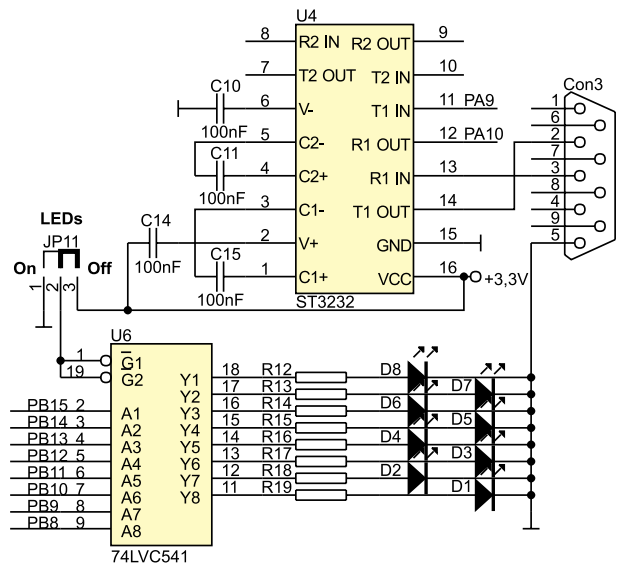 U4
8 R2 IN R2 OUT 9
7 T2 OUT T2 IN 10
C10
100nF
6 V- T1 IN 11 PA9
5 C2- R1 OUT 12 PA10
C11
100nF
4 C2+ R1 IN 13
3 C1- T1 OUT 14
C14
100nF
2 V+ GND 15
C15
100nF
1 C1+ VCC 16 +3,3V
ST3232
Con3
1
6
2
7
3
8
4
9
5
LEDs
JP11
On Off
1 2 3
U6
1 G1
19 G2
Y1 18 R12 D8
Y2 17 R13 D7
PB15 2 A1 Y3 16 R14 D6
PB14 3 A2 Y4 15 R15 D5
PB13 4 A3 Y5 14 R16 D4
PB12 5 A4 Y6 13 R17 D3
PB11 6 A5 Y7 12 R18 D2
PB10 7 A6 Y8 11 R19 D1
PB9 8 A7
PB8 9 A8
74LVC541